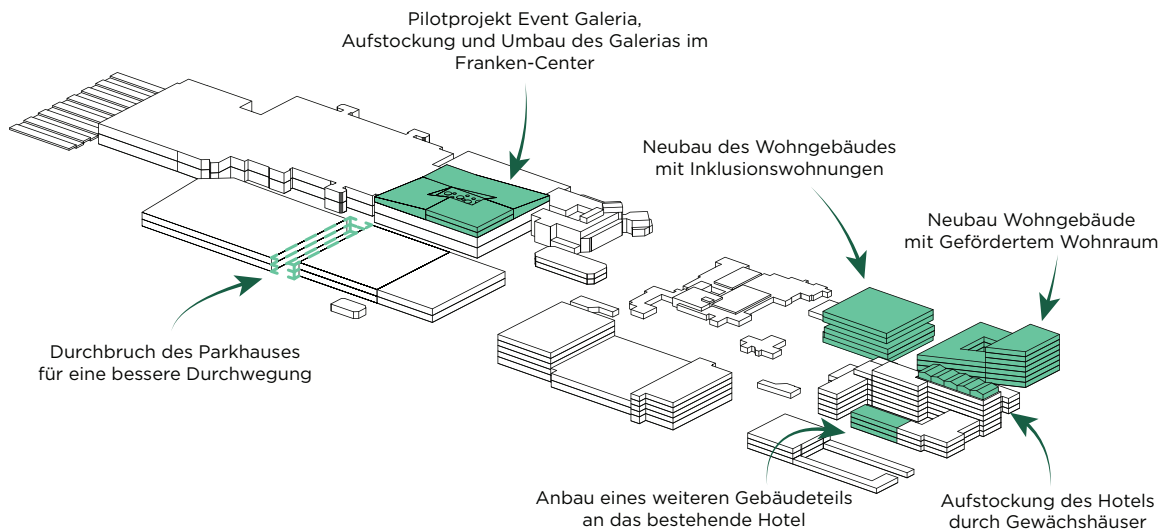 Pilotprojekt Event Galeria,
Aufstockung und Umbau des Galerias im
Franken-Center
Neubau des Wohngebäudes
mit Inklusionswohnungen
Neubau Wohngebäude
mit Gefördertem Wohnraum
Durchbruch des Parkhauses
für eine bessere Durchwegung
Anbau eines weiteren Gebäudeteils
an das bestehende Hotel
Aufstockung des Hotels
durch Gewächshäuser